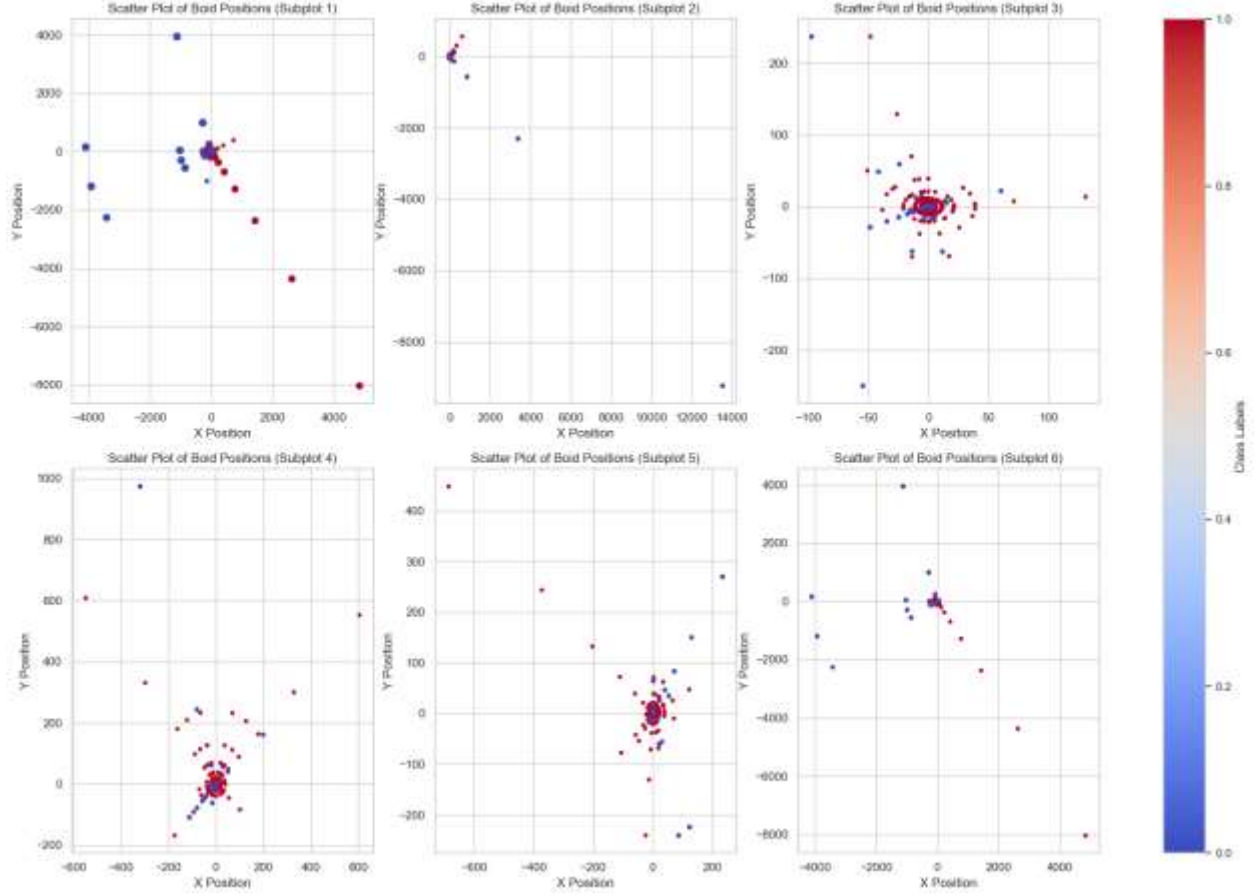 Scatter Plot of Boid Positions (Subplot 1)
4000
2000
0
−2000
−4000
−6000
−8000
Y Position
−4000 −2000 0 2000 4000
X Position
Scatter Plot of Boid Positions (Subplot 2)
0
−2000
−4000
−6000
−8000
Y Position
0 2000 4000 6000 8000 10000 12000 14000
X Position
Scatter Plot of Boid Positions (Subplot 3)
200
100
0
−100
−200
Y Position
−100 −50 0 50 100
X Position
Scatter Plot of Boid Positions (Subplot 4)
1000
800
600
400
200
0
−200
Y Position
−600 −400 −200 0 200 400 600
X Position
Scatter Plot of Boid Positions (Subplot 5)
400
300
200
100
0
−100
−200
Y Position
−600 −400 −200 0 200
X Position
Scatter Plot of Boid Positions (Subplot 6)
4000
2000
0
−2000
−4000
−6000
−8000
Y Position
−4000 −2000 0 2000 4000
X Position
1.0
0.8
0.6
0.4
0.2
0.0
Class Labels